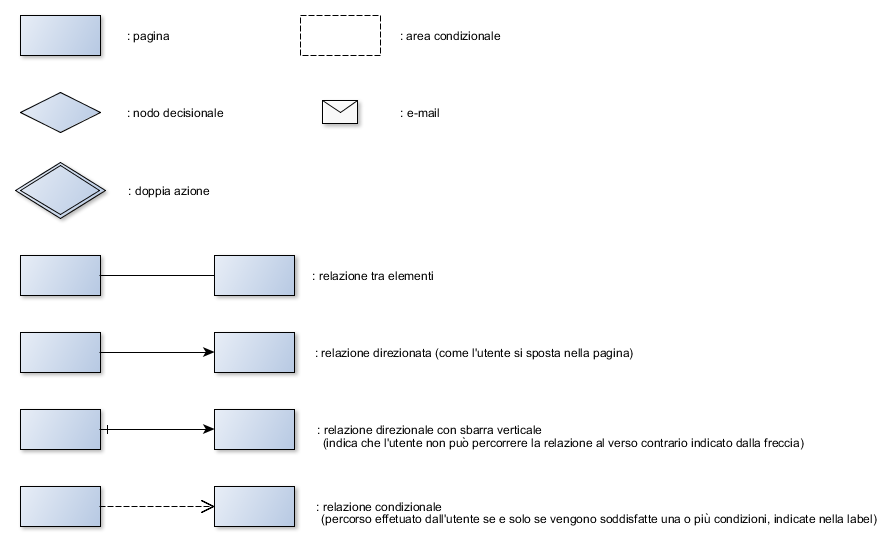 : pagina
: area condizionale
: nodo decisionale
: e-mail
: doppia azione
: relazione tra elementi
: relazione direzionata (come l'utente si sposta nella pagina)
: relazione direzionale con sbarra verticale
(indica che l'utente non può percorrere la relazione al verso contrario indicato dalla freccia)
: relazione condizionale
(percorso effetuato dall'utente se e solo se vengono soddisfatte una o più condizioni, indicate nella label)